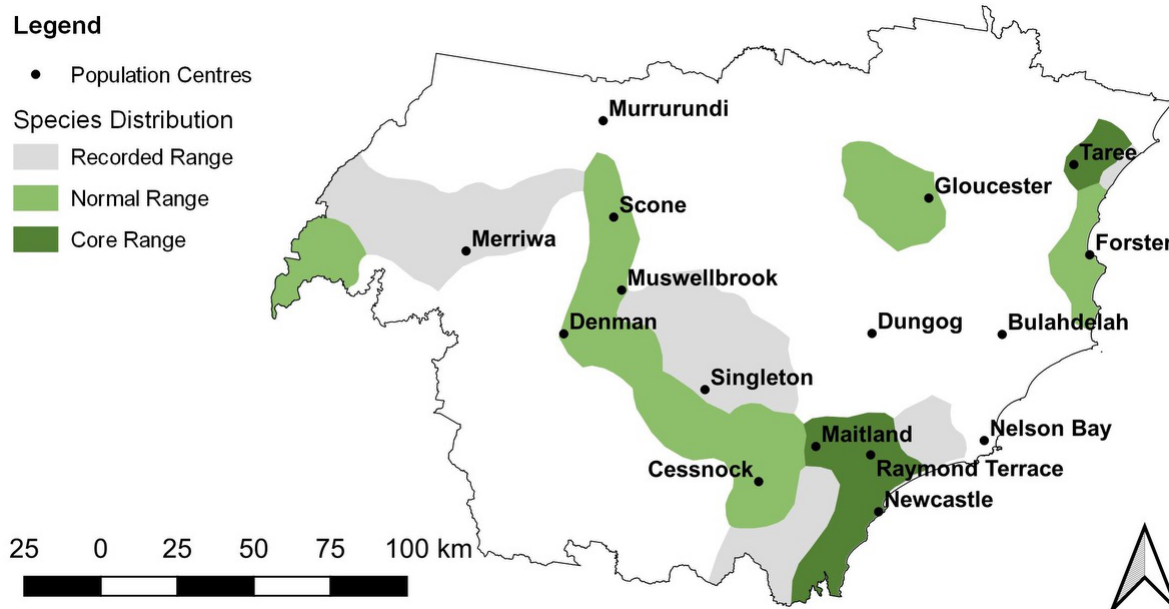 Legend
Population Centres
Species Distribution
Recorded Range
Normal Range
Core Range
Murrurundi
Taree
Gloucester
Scone
Merriwa
Forster
Muswellbrook
Denman
Dungog
Bulahdelah
Singleton
Maitland
Nelson Bay
Cessnock
Raymond Terrace
Newcastle
25 0 25 50 75 100 km